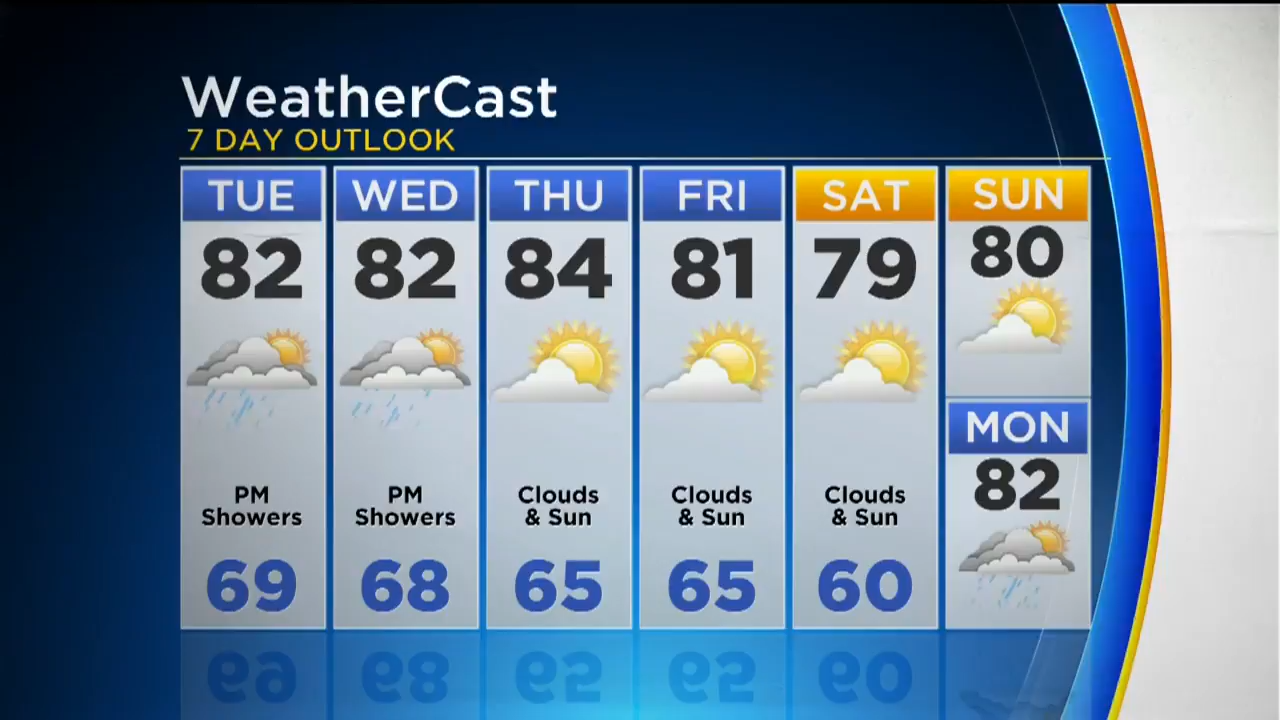 WeatherCast
7 DAY OUTLOOK
TUE
82
PM
Showers
69
WED
82
PM
Showers
68
THU
84
Clouds
& Sun
65
FRI
81
Clouds
& Sun
65
SAT
79
Clouds
& Sun
60
SUN
80
MON
82